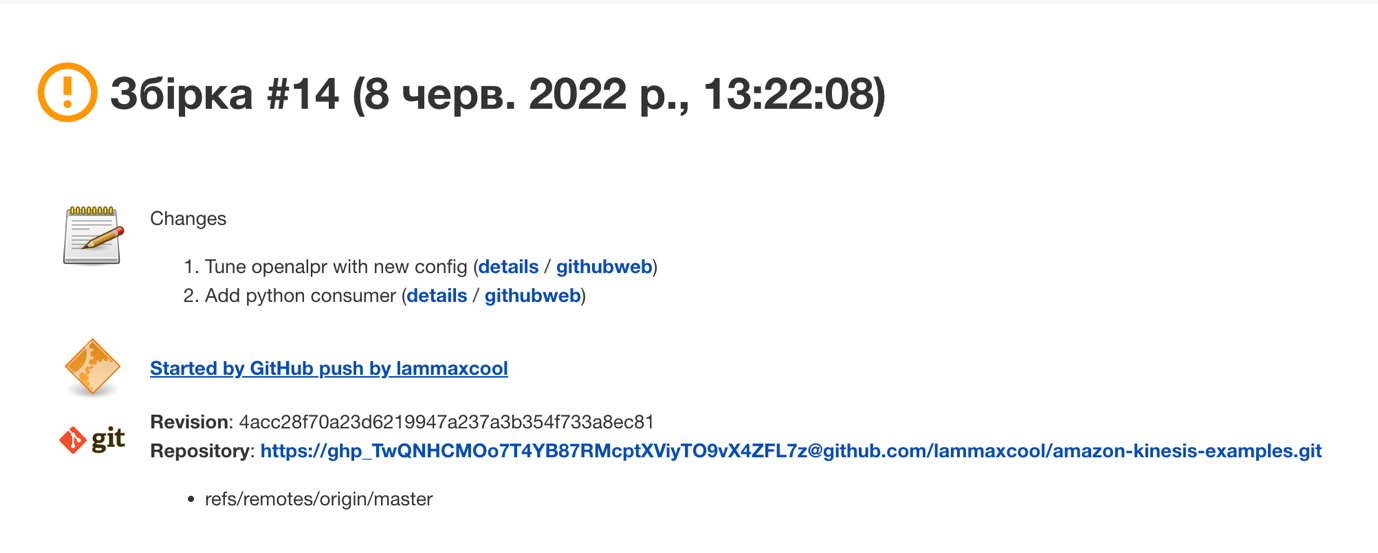 Збірка #14 (8 черв. 2022 р., 13:22:08)
Changes
1. Tune openalpr with new config (details / githubweb)
2. Add python consumer (details / githubweb)
Started by GitHub push by lammaxcool
git
Revision: 4acc28f70a23d6219947a237a3b354f733a8ec81
Repository: https://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@github.com/lammaxcool/amazon-kinesis-examples.git
• refs/remotes/origin/master